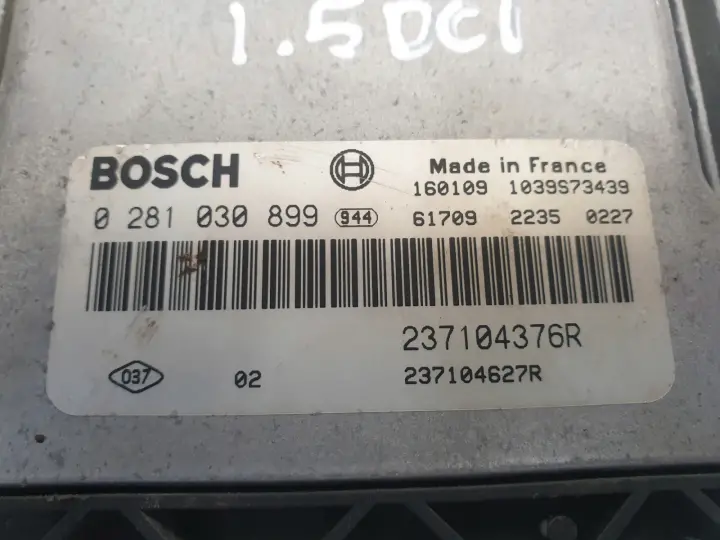 1.5DCI
BOSCH Made in France
160109 1039S73439
0 281 030 899 944 61709 2235 0227
237104376R
037 02 237104627R